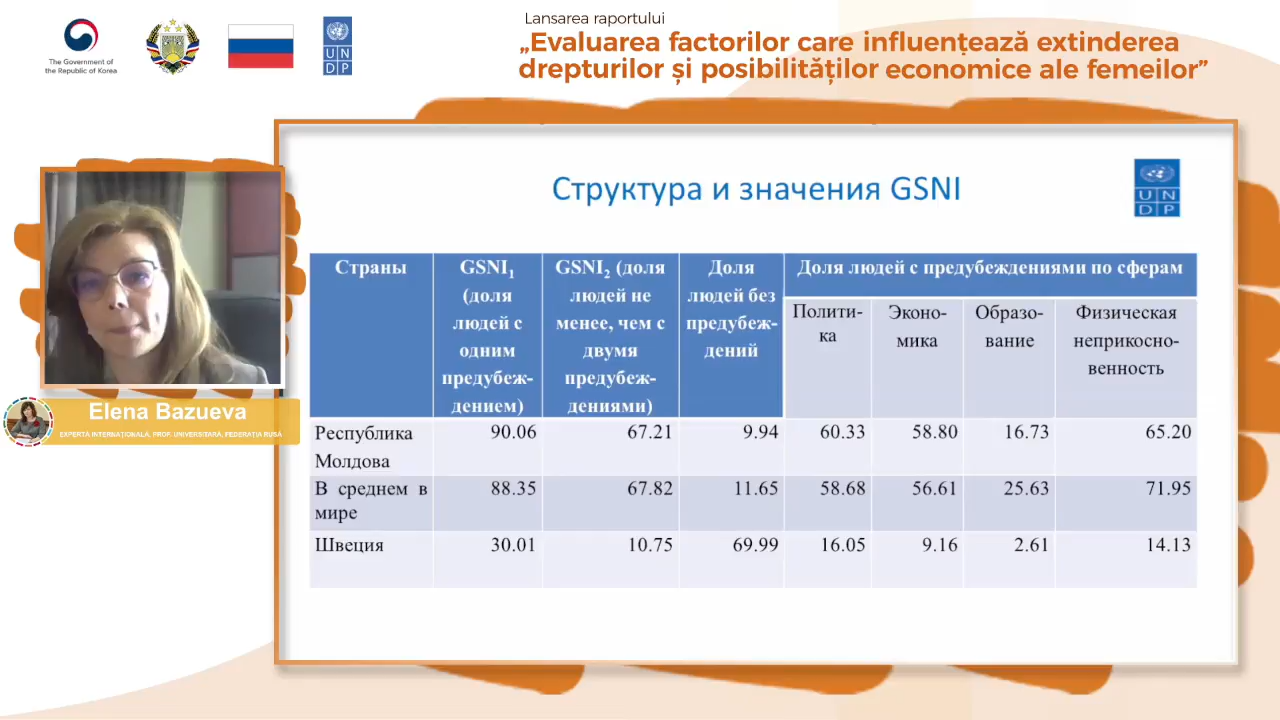 The Government of
the Republic of Korea
U N
D P
Lansarea raportului
„Evaluarea factorilor care influențează extinderea
drepturilor și posibilităților economice ale femeilor”
Elena Bazueva
EXPERTĂ INTERNAȚIONALĂ, PROF. UNIVERSITARĂ, FEDERAȚIA RUSĂ
Структура и значения GSNI
U N
D P
Страны
GSNI1
(доля
людей с
одним
предубеж-
дением)
GSNI2 (доля
людей не
менее, чем с
двумя
предубеж-
дениями)
Доля
людей без
предубеж-
дений
Доля людей с предубеждениями по сферам
Полити-
ка
Эконо-
мика
Образо-
вание
Физическая
неприкосно-
венность
Республика
Молдова
90.06 67.21 9.94 60.33 58.80 16.73 65.20
В среднем в
мире
88.35 67.82 11.65 58.68 56.61 25.63 71.95
Швеция 30.01 10.75 69.99 16.05 9.16 2.61 14.13